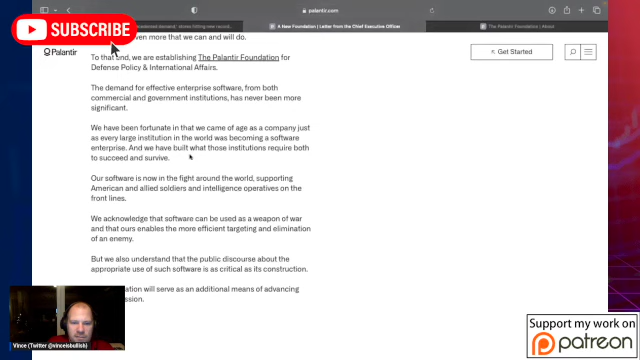 SUBSCRIBE
palantir.com
A New Foundation | Letter from the Chief Executive Officer
The Palantir Foundation | About
Palantir
Get Started
even more that we can and will do.
To that end, we are establishing The Palantir Foundation for
Defense Policy & International Affairs.
The demand for effective enterprise software, from both
commercial and government institutions, has never been more
significant.
We have been fortunate in that we came of age as a company just
as every large institution in the world was becoming a software
enterprise. And we have built what those institutions require both
to succeed and survive.
Our software is now in the fight around the world, supporting
American and allied soldiers and intelligence operatives on the
front lines.
We acknowledge that software can be used as a weapon of war
and that ours enables the more efficient targeting and elimination
of an enemy.
But we also understand that the public discourse about the
appropriate use of such software is as critical as its construction.
will serve as an additional means of advancing
Vince (Twitter @vinceisbullish)
Support my work on
patreon